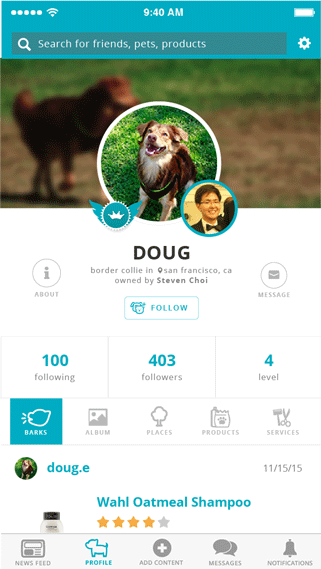 9:40 AM
Search for friends, pets, products
DOUG
border collie in san francisco, ca
owned by Steven Choi
ABOUT
MESSAGE
FOLLOW
100 403 4
following followers level
BARKS ALBUM PLACES PRODUCTS SERVICES
doug.e 11/15/15
Wahl Oatmeal Shampoo
NEWS FEED PROFILE ADD CONTENT MESSAGES NOTIFICATIONS